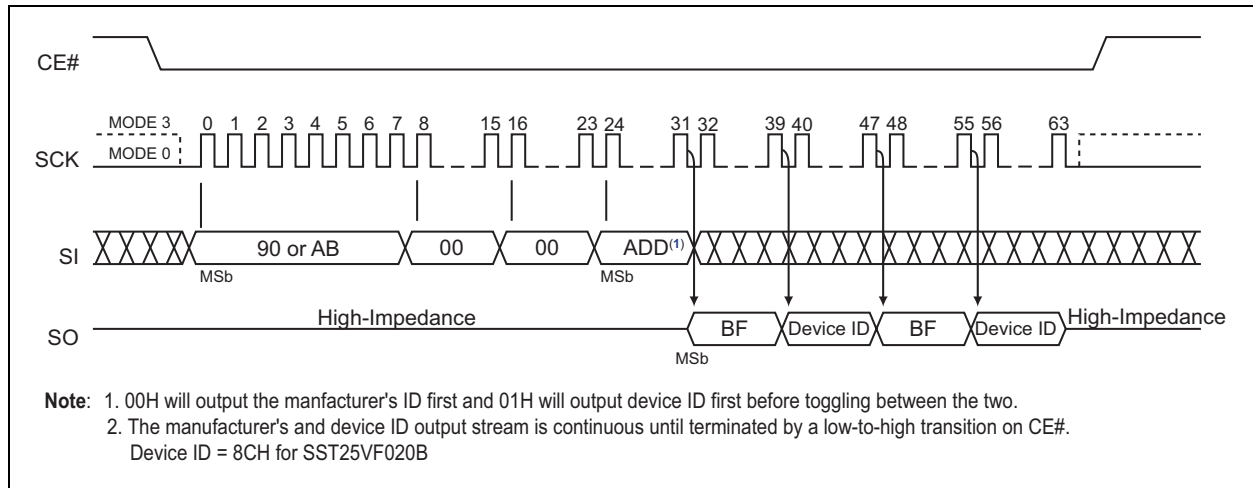 CE#
MODE 3 0 1 2 3 4 5 6 7 8 15 16 23 24 31 32 39 40 47 48 55 56 63
MODE 0
SCK
SI 90 or AB 00 00 ADD(1)
MSb MSb
SO High-Impedance BF Device ID BF Device ID High-Impedance
MSb
Note: 1. 00H will output the manfacturer's ID first and 01H will output device ID first before toggling between the two.
2. The manufacturer's and device ID output stream is continuous until terminated by a low-to-high transition on CE#.
Device ID = 8CH for SST25VF020B